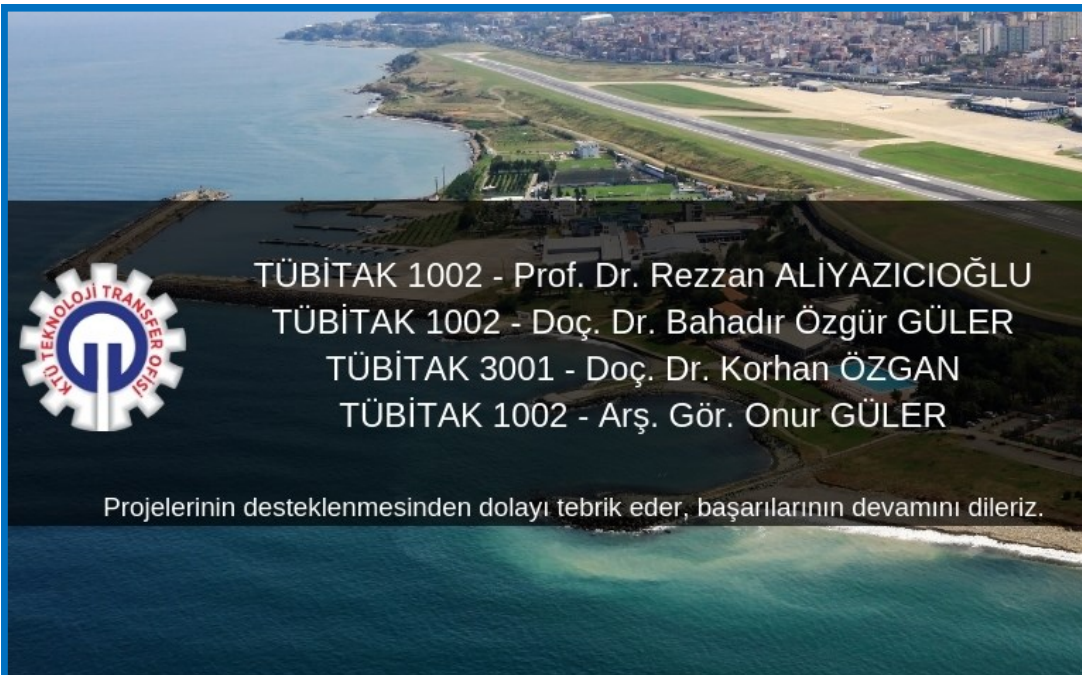 KTÜ TEKNOLOJİ TRANSFER OFİSİ
TÜBİTAK 1002 - Prof. Dr. Rezzan ALİYAZICIOĞLU
TÜBİTAK 1002 - Doç. Dr. Bahadır Özgür GÜLER
TÜBİTAK 3001 - Doç. Dr. Korhan ÖZGAN
TÜBİTAK 1002 - Arş. Gör. Onur GÜLER
Projelerinin desteklenmesinden dolayı tebrik eder, başarılarının devamını dileriz.